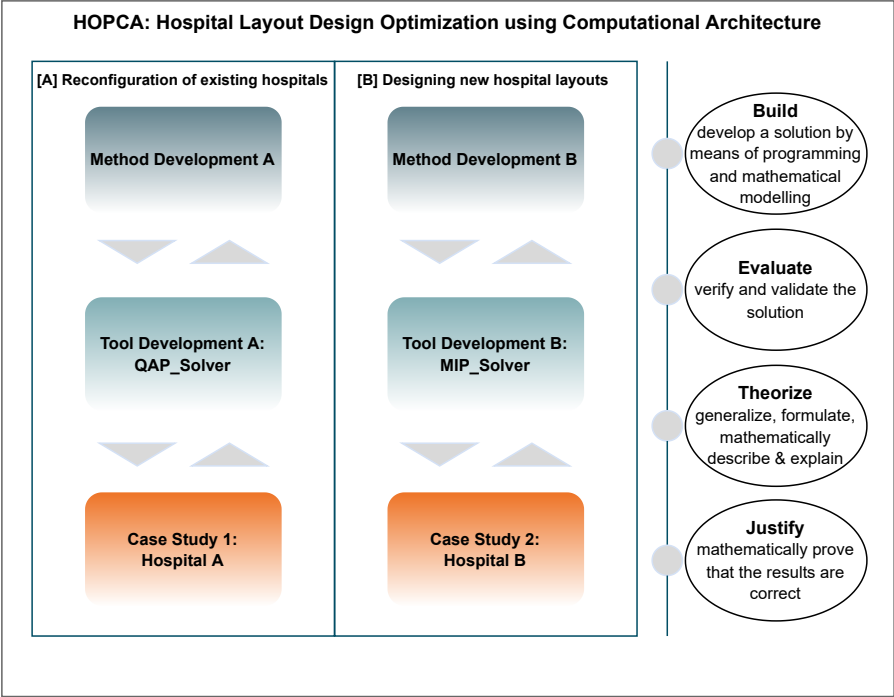 HOPCA: Hospital Layout Design Optimization using Computational Architecture
[A] Reconfiguration of existing hospitals
Method Development A
Tool Development A:
QAP_Solver
Case Study 1:
Hospital A
[B] Designing new hospital layouts
Method Development B
Tool Development B:
MIP_Solver
Case Study 2:
Hospital B
Build
develop a solution by
means of programming
and mathematical
modelling
Evaluate
verify and validate the
solution
Theorize
generalize, formulate,
mathematically
describe & explain
Justify
mathematically prove
that the results are
correct